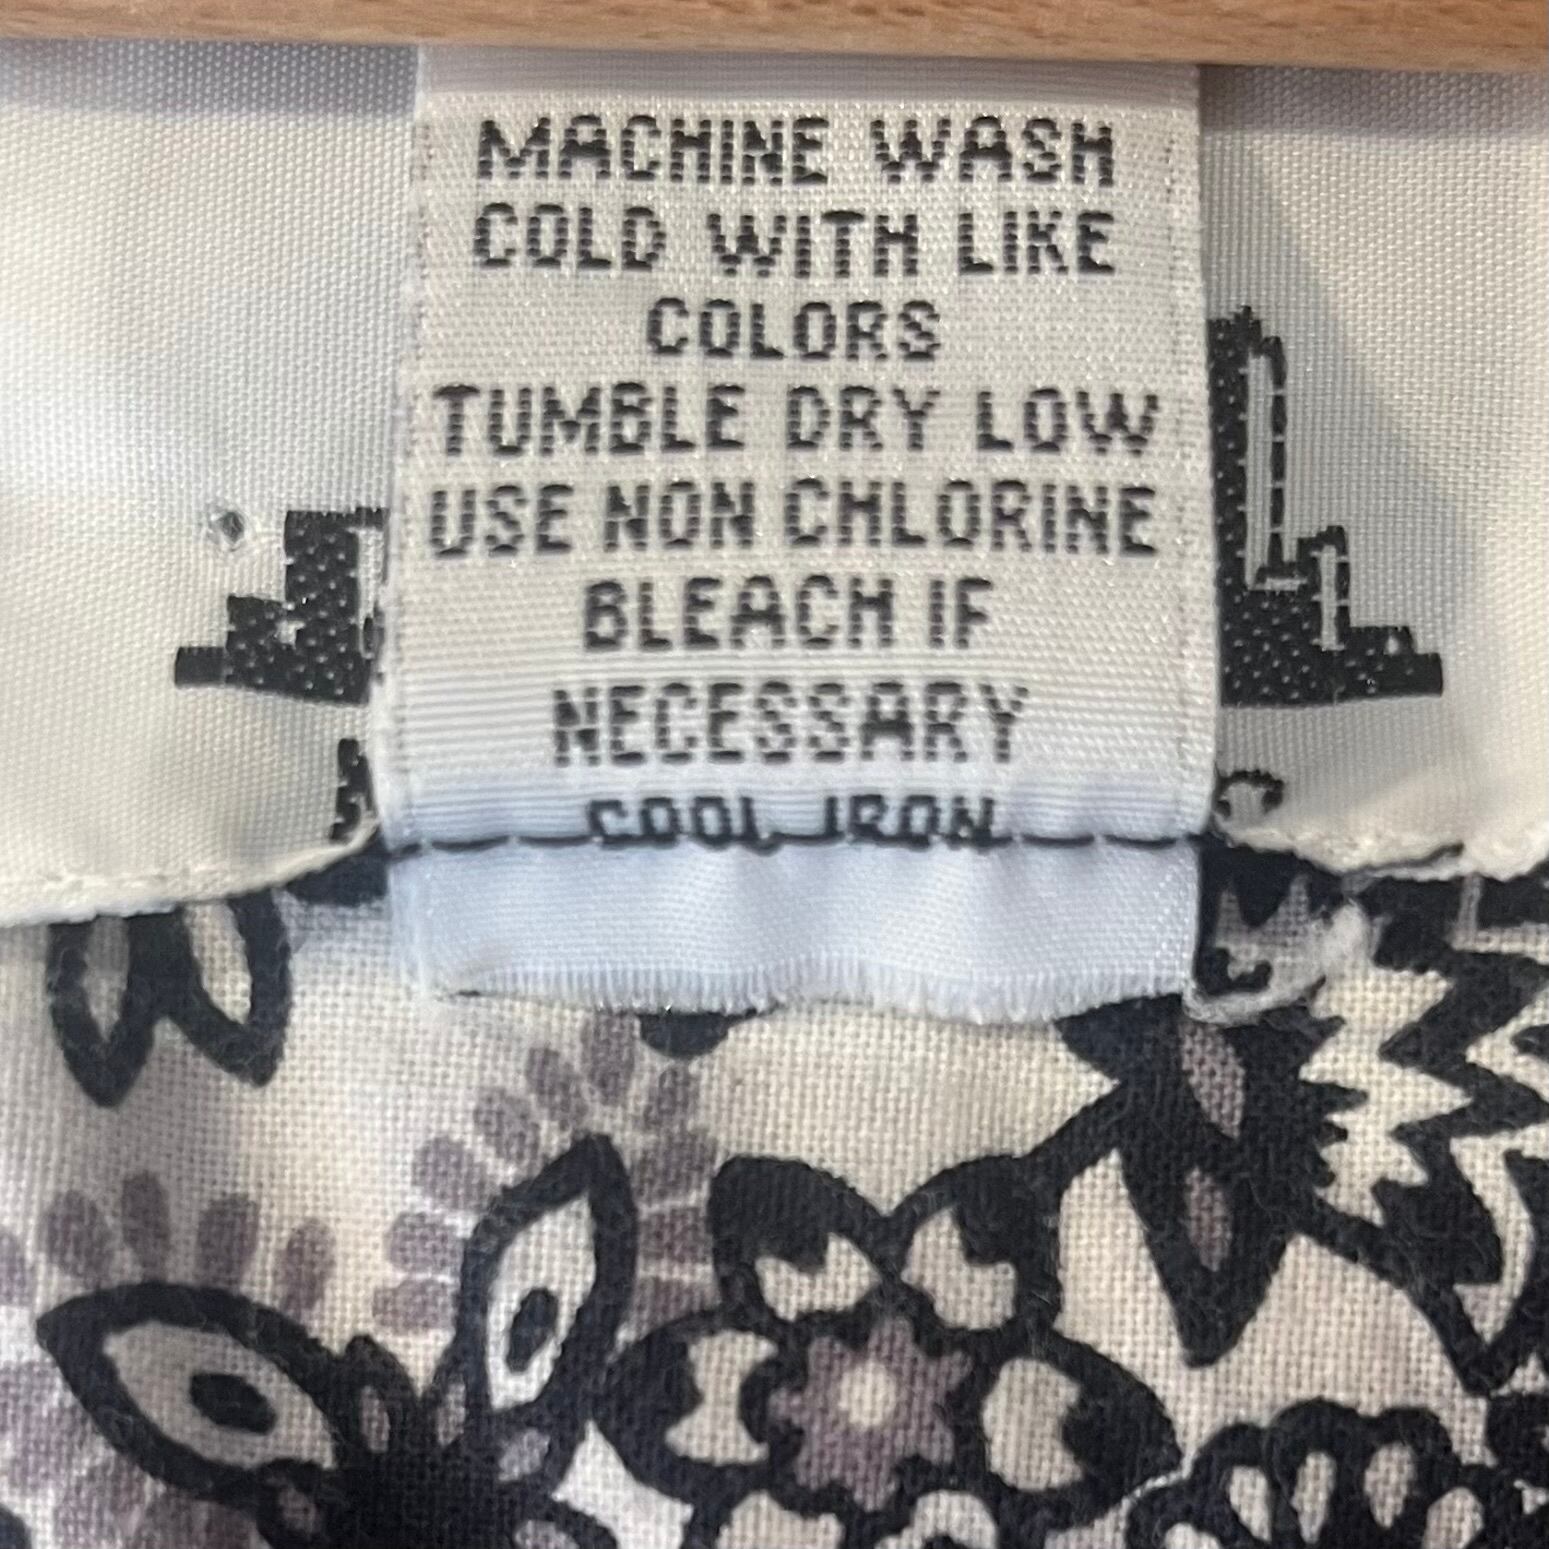 MACHINE WASH
COLD WITH LIKE
COLORS
TUMBLE DRY LOW
USE NON CHLORINE
BLEACH IF
NECESSARY
COOL IRON